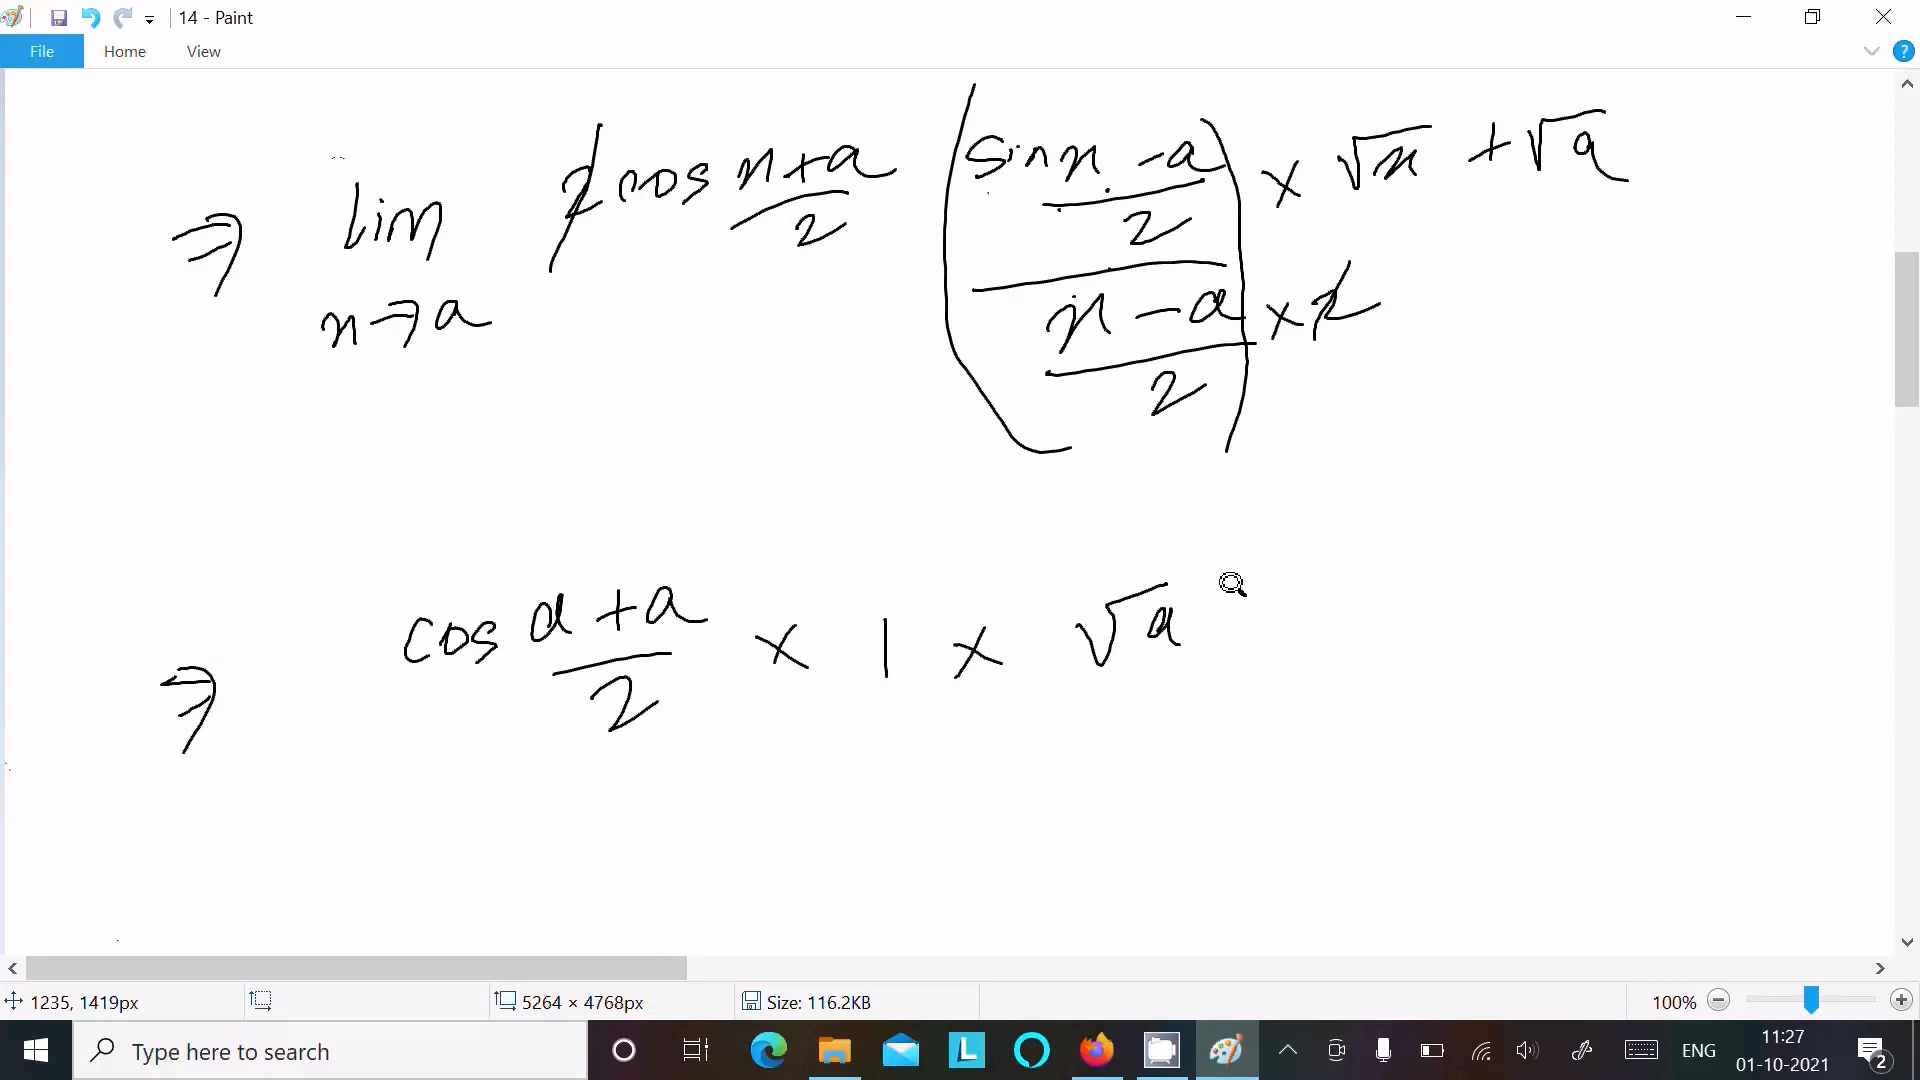 14 - Paint
File Home View
⇒ lim x→a 2 cos x+a/2 (sin x-a/2 / x-a/2) × √x + √a
×2
⇒ cos a+a/2 × 1 × √a
1235, 1419px 5264 × 4768px Size: 116.2KB 100%
Type here to search L ENG 11:27
01-10-2021 2